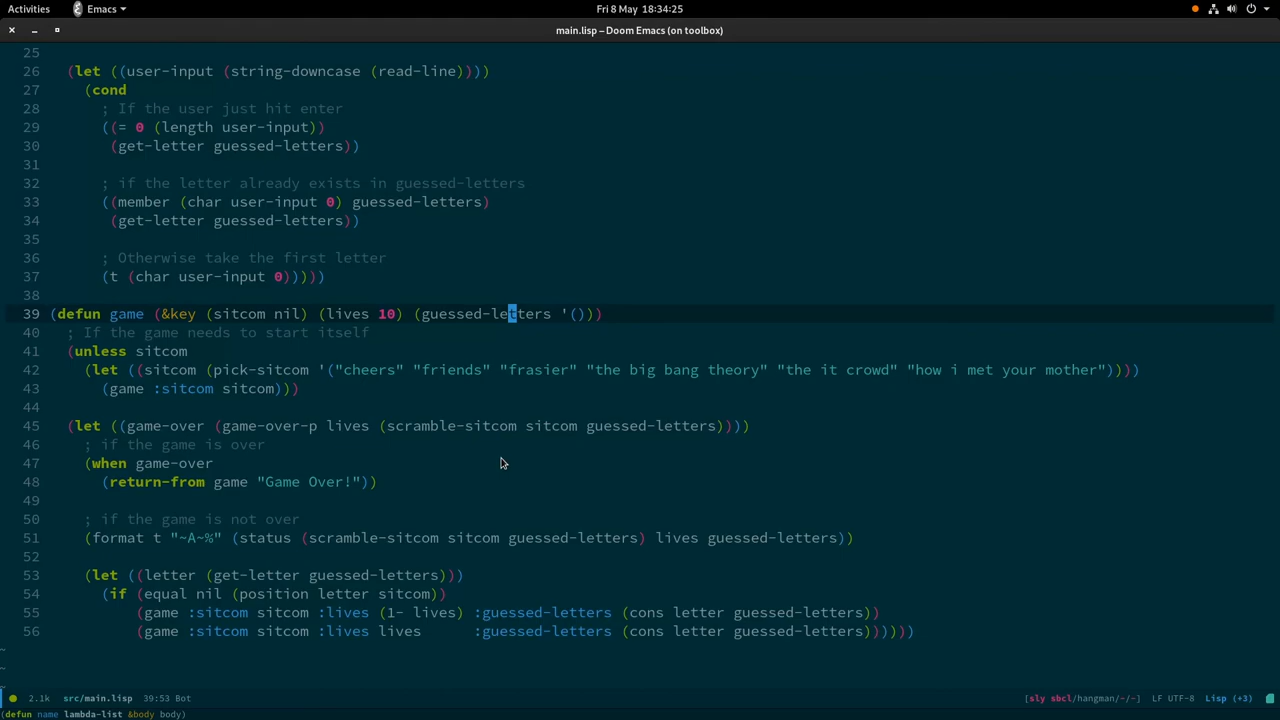 Activities Emacs Fri 8 May 18:34:25
main.lisp – Doom Emacs (on toolbox)
25
26 (let ((user-input (string-downcase (read-line))))
27 (cond
28 ; If the user just hit enter
29 ((= 0 (length user-input))
30 (get-letter guessed-letters))
31
32 ; if the letter already exists in guessed-letters
33 ((member (char user-input 0) guessed-letters)
34 (get-letter guessed-letters))
35
36 ; Otherwise take the first letter
37 (t (char user-input 0)))))
38
39 (defun game (&key (sitcom nil) (lives 10) (guessed-letters '()))
40 ; If the game needs to start itself
41 (unless sitcom
42 (let ((sitcom (pick-sitcom '("cheers" "friends" "frasier" "the big bang theory" "the it crowd" "how i met your mother"))))
43 (game :sitcom sitcom)))
44
45 (let ((game-over (game-over-p lives (scramble-sitcom sitcom guessed-letters))))
46 ; if the game is over
47 (when game-over
48 (return-from game "Game Over!"))
49
50 ; if the game is not over
51 (format t "~A~%" (status (scramble-sitcom sitcom guessed-letters) lives guessed-letters))
52
53 (let ((letter (get-letter guessed-letters)))
54 (if (equal nil (position letter sitcom))
55 (game :sitcom sitcom :lives (1- lives) :guessed-letters (cons letter guessed-letters))
56 (game :sitcom sitcom :lives lives :guessed-letters (cons letter guessed-letters))))))
~
~
2.1k src/main.lisp 39:53 Bot [sly sbcl/hangman/~/~] LF UTF-8 Lisp (+3)
(defun name lambda-list &body body)